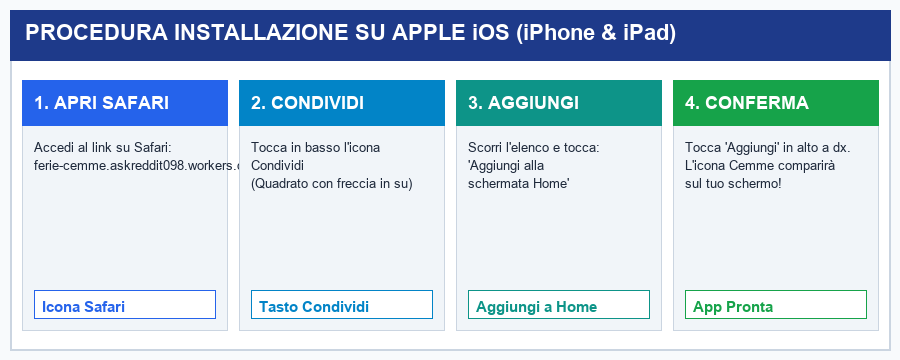 PROCEDURA INSTALLAZIONE SU APPLE iOS (iPhone & iPad)
1. APRI SAFARI
Accedi al link su Safari:
ferie-cemme.askreddit098.workers.
Icona Safari
2. CONDIVIDI
Tocca in basso l'icona
Condividi
(Quadrato con freccia in su)
Tasto Condividi
3. AGGIUNGI
Scorri l'elenco e tocca:
'Aggiungi alla
schermata Home'
Aggiungi a Home
4. CONFERMA
Tocca 'Aggiungi' in alto a dx.
L'icona Cemme comparirà
sul tuo schermo!
App Pronta